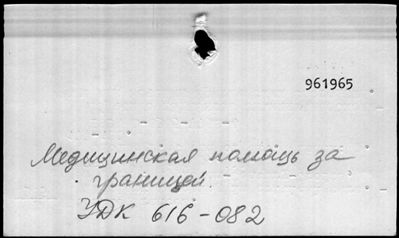 961965
Медицинская помощь за
границей.
УДК 616-082